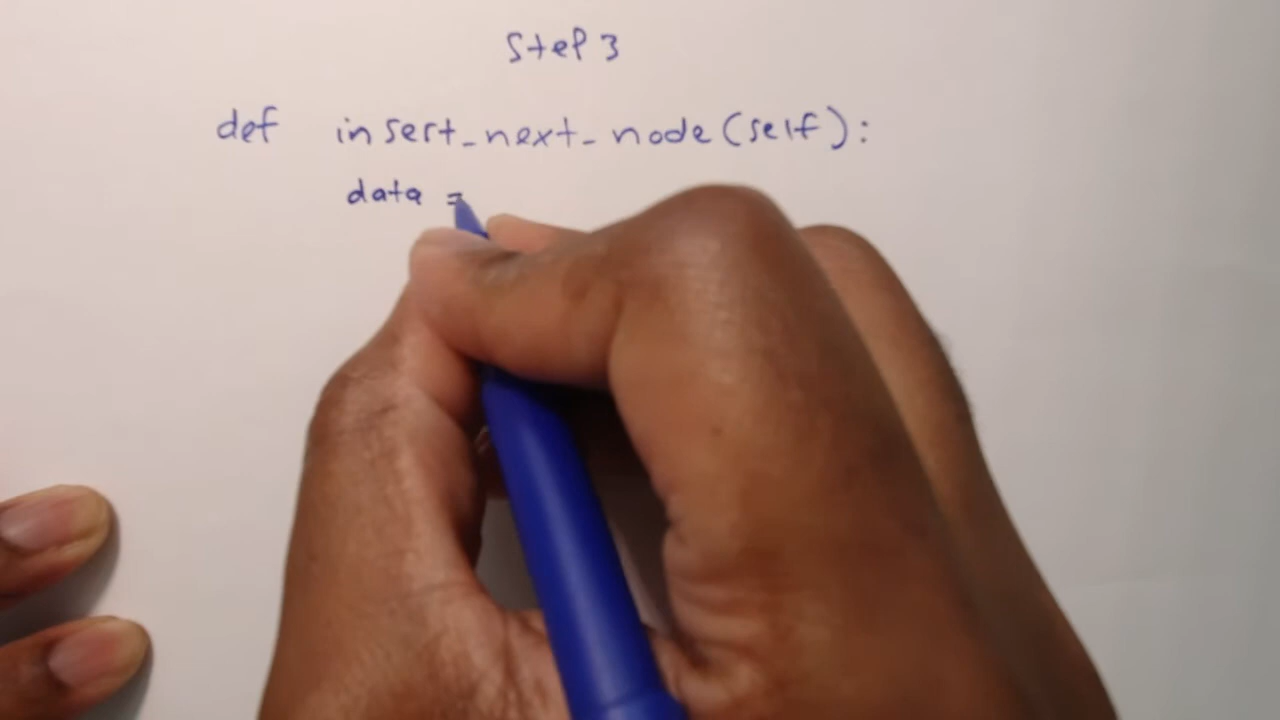 Step 3
def insert_next_node(self):
data =